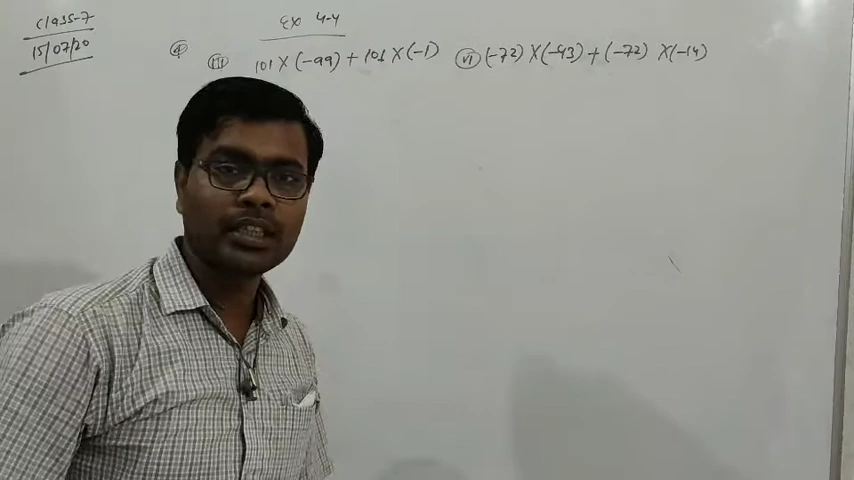 class-7
15/07/20
Ex 4-4
④ (iii) 101 X (-99) + 101 X (-1) (vi) (-72) X (-43) + (-72) X (-14)